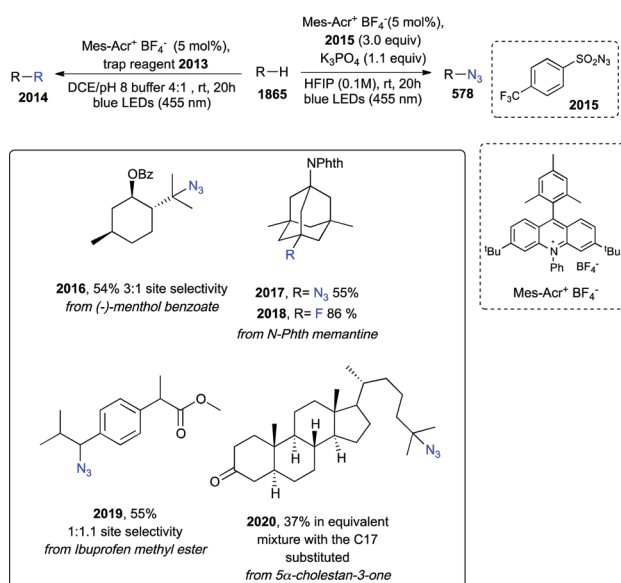 Mes-Acr+ BF4- (5 mol%),
trap reagent 2013
DCE/pH 8 buffer 4:1 , rt, 20h
blue LEDs (455 nm)
R–R
2014
R–H
1865
Mes-Acr+ BF4-(5 mol%),
2015 (3.0 equiv)
K3PO4 (1.1 equiv)
HFIP (0.1M), rt, 20h
blue LEDs (455 nm)
R–N3
578
SO2N3
F3C
2015
OBz
N3
2016, 54% 3:1 site selectivity
from (-)-menthol benzoate
NPhth
R
2017, R= N3 55%
2018, R= F 86 %
from N-Phth memantine
tBu
tBu
N+
Ph
BF4-
Mes-Acr+ BF4-
O
O
N3
2019, 55%
1:1.1 site selectivity
from Ibuprofen methyl ester
H
H
H
H
O
N3
2020, 37% in equivalent
mixture with the C17
substituted
from 5α-cholestan-3-one